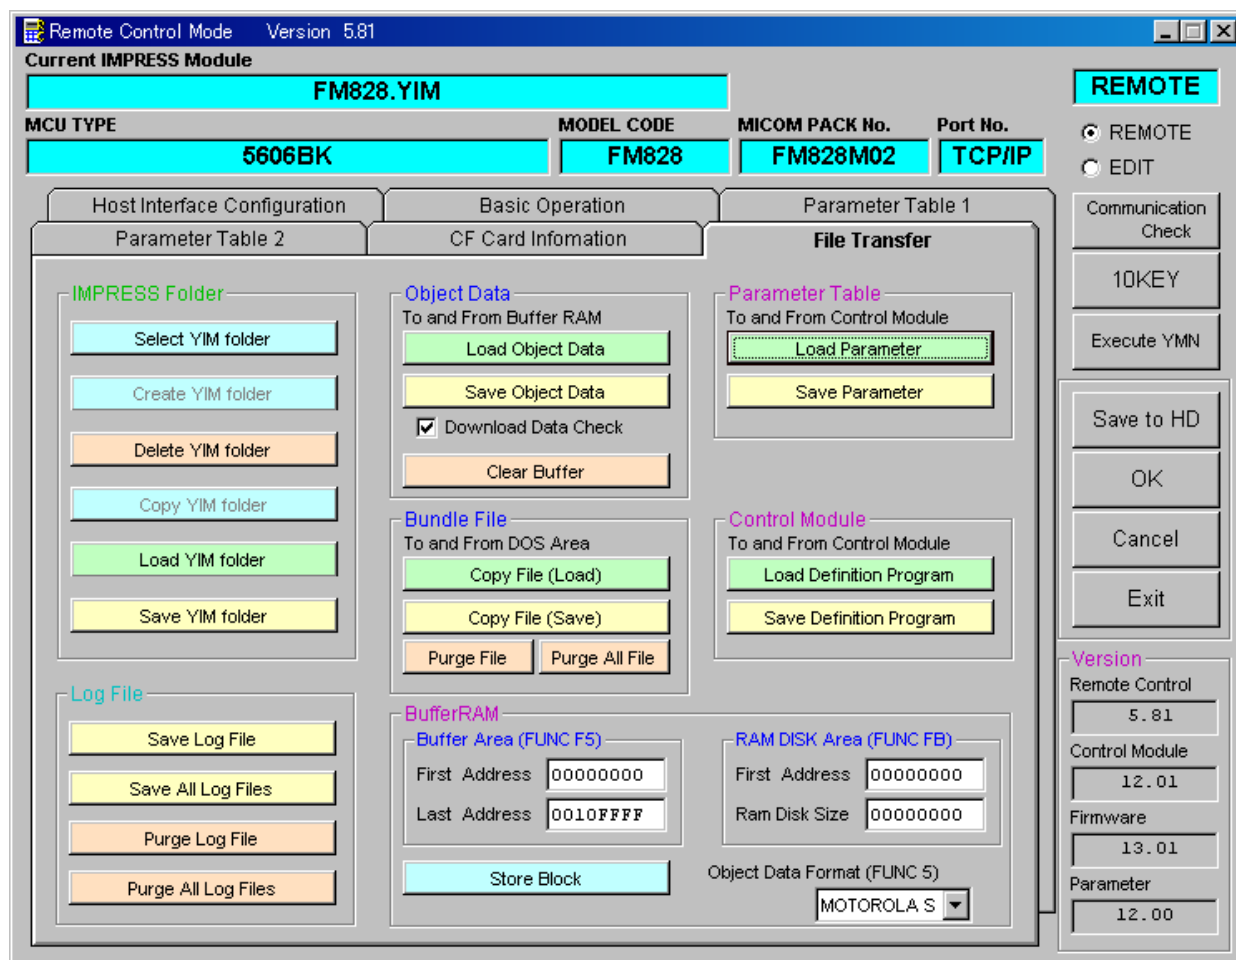 Remote Control Mode Version 5.81
Current IMPRESS Module
FM828.YIM
REMOTE
MCU TYPE
MODEL CODE
MICOM PACK No.
Port No.
5606BK
FM828
FM828M02
TCP/IP
REMOTE
EDIT
Host Interface Configuration
Basic Operation
Parameter Table 1
Parameter Table 2
CF Card Infomation
File Transfer
Communication
Check
10KEY
Execute YMN
Save to HD
OK
Cancel
Exit
IMPRESS Folder
Select YIM folder
Create YIM folder
Delete YIM folder
Copy YIM folder
Load YIM folder
Save YIM folder
Log File
Save Log File
Save All Log Files
Purge Log File
Purge All Log Files
Object Data
To and From Buffer RAM
Load Object Data
Save Object Data
Download Data Check
Clear Buffer
Bundle File
To and From DOS Area
Copy File (Load)
Copy File (Save)
Purge File
Purge All File
Parameter Table
To and From Control Module
Load Parameter
Save Parameter
Control Module
To and From Control Module
Load Definition Program
Save Definition Program
BufferRAM
Buffer Area (FUNC F5)
First Address 00000000
Last Address 0010FFFF
RAM DISK Area (FUNC FB)
First Address 00000000
Ram Disk Size 00000000
Store Block
Object Data Format (FUNC 5)
MOTOROLA S
Version
Remote Control
5.81
Control Module
12.01
Firmware
13.01
Parameter
12.00